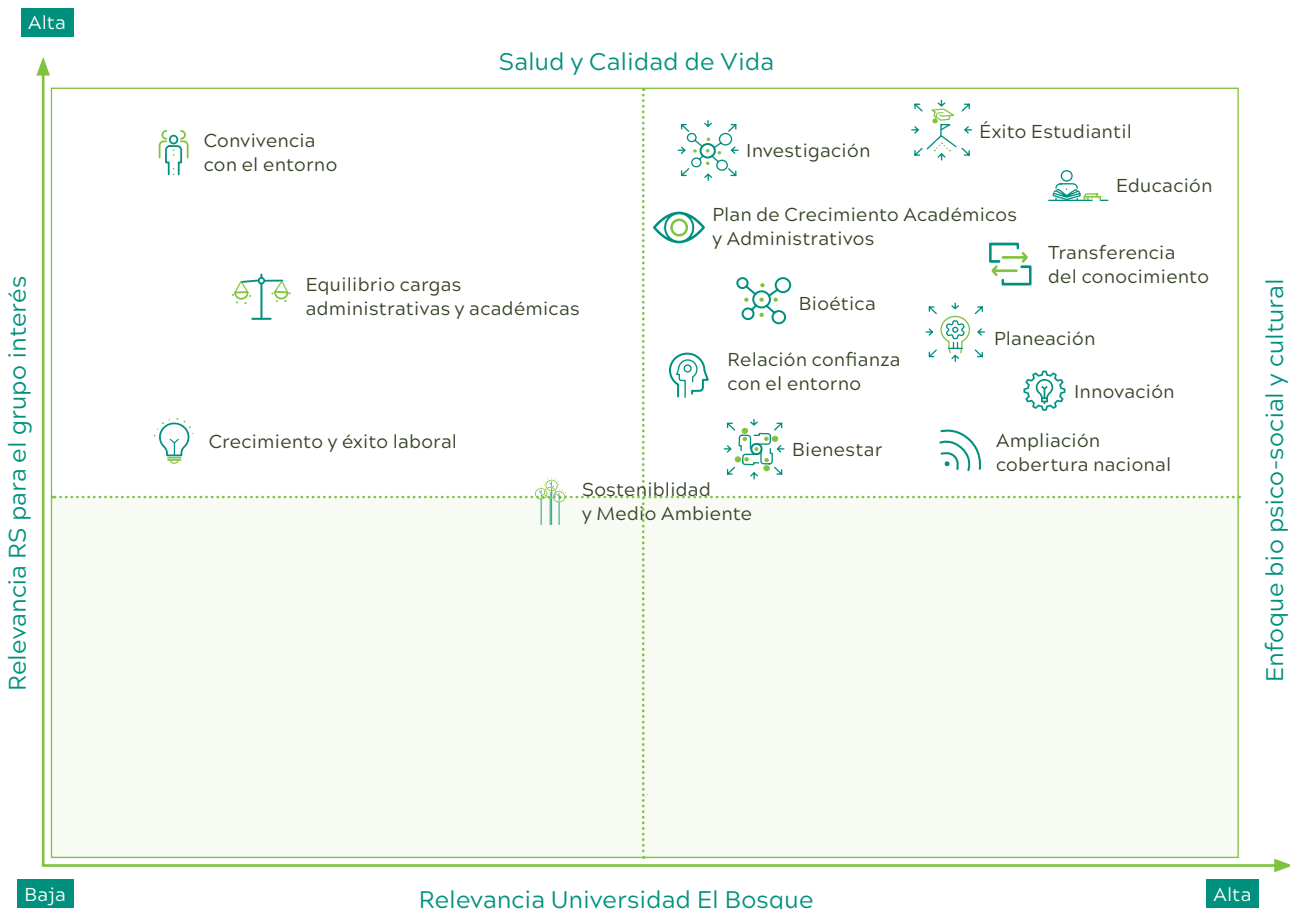 Alta
Salud y Calidad de Vida
Convivencia
con el entorno
Investigación
Éxito Estudiantil
Educación
Plan de Crecimiento Académicos
y Administrativos
Transferencia
del conocimiento
Equilibrio cargas
administrativas y académicas
Bioética
Planeación
Relación confianza
con el entorno
Innovación
Crecimiento y éxito laboral
Bienestar
Ampliación
cobertura nacional
Susteniblidad
y Medio Ambiente
Relevancia RS para el grupo interés
Enfoque bio psico-social y cultural
Baja
Relevancia Universidad El Bosque
Alta